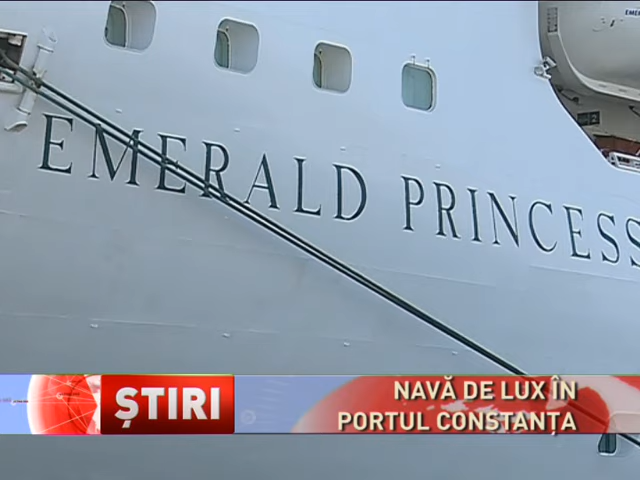 EMERALD PRINCESS
ȘTIRI
NAVĂ DE LUX ÎN
PORTUL CONSTANȚA